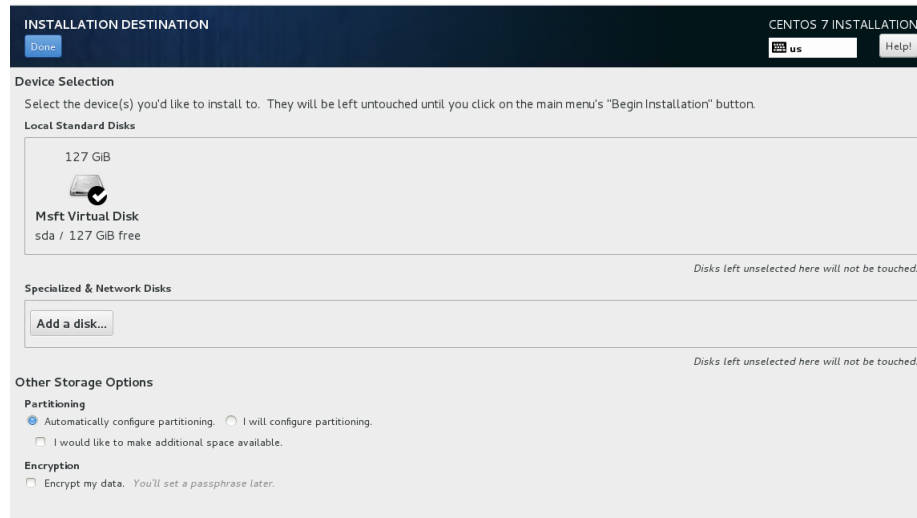 INSTALLATION DESTINATION
CENTOS 7 INSTALLATION
Done
us
Help!
Device Selection
Select the device(s) you'd like to install to. They will be left untouched until you click on the main menu's "Begin Installation" button.
Local Standard Disks
127 GiB
Msft Virtual Disk
sda / 127 GiB free
Disks left unselected here will not be touched.
Specialized & Network Disks
Add a disk...
Disks left unselected here will not be touched.
Other Storage Options
Partitioning
Automatically configure partitioning. I will configure partitioning.
I would like to make additional space available.
Encryption
Encrypt my data. You'll set a passphrase later.